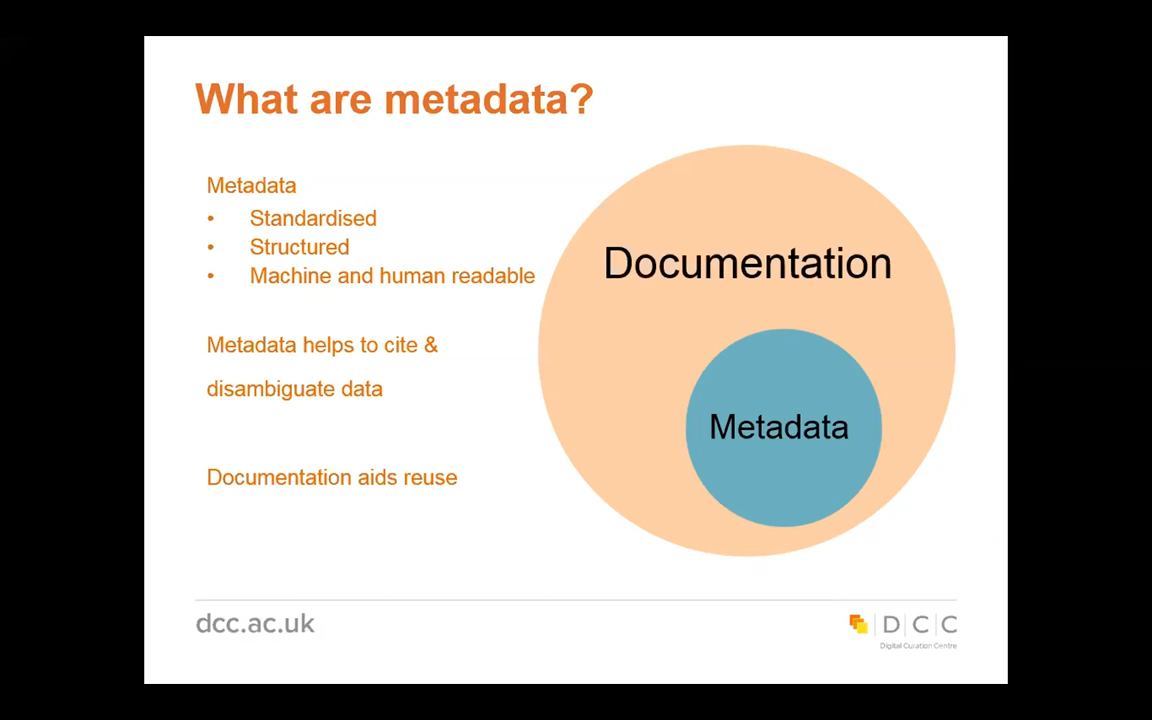 What are metadata?
Metadata
• Standardised
• Structured
• Machine and human readable
Metadata helps to cite &
disambiguate data
Documentation aids reuse
Documentation
Metadata
dcc.ac.uk
D|C|C
Digital Curation Centre